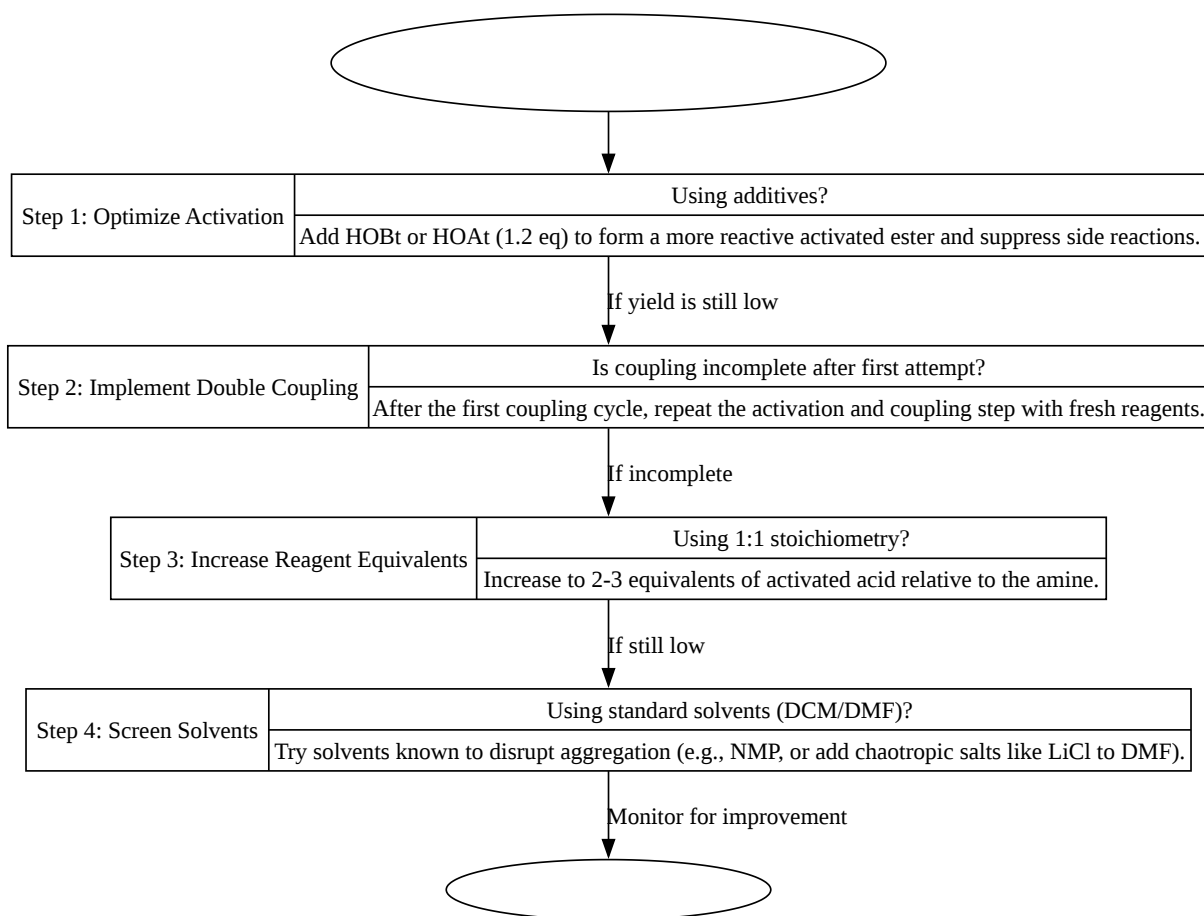 Step 1: Optimize Activation
Using additives?
Add HOBt or HOAt (1.2 eq) to form a more reactive activated ester and suppress side reactions.
If yield is still low
Step 2: Implement Double Coupling
Is coupling incomplete after first attempt?
After the first coupling cycle, repeat the activation and coupling step with fresh reagents.
If incomplete
Step 3: Increase Reagent Equivalents
Using 1:1 stoichiometry?
Increase to 2-3 equivalents of activated acid relative to the amine.
If still low
Step 4: Screen Solvents
Using standard solvents (DCM/DMF)?
Try solvents known to disrupt aggregation (e.g., NMP, or add chaotropic salts like LiCl to DMF).
Monitor for improvement